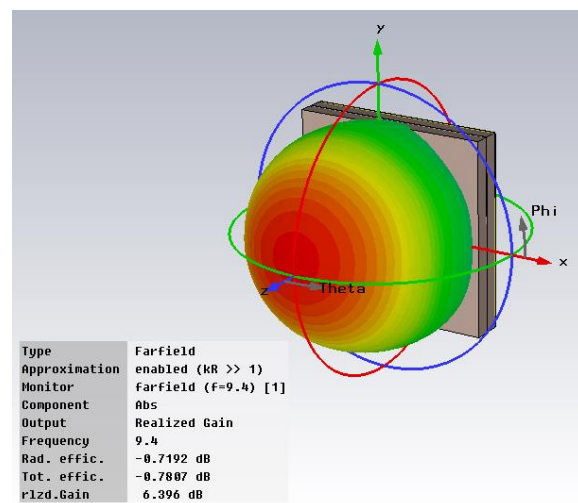 y
Phi
x
Theta
z
Type Farfield
Approximation enabled (kR >> 1)
Monitor farfield (f=9.4) [1]
Component Abs
Output Realized Gain
Frequency 9.4
Rad. effic. -0.7192 dB
Tot. effic. -0.7807 dB
rlzd.Gain 6.396 dB